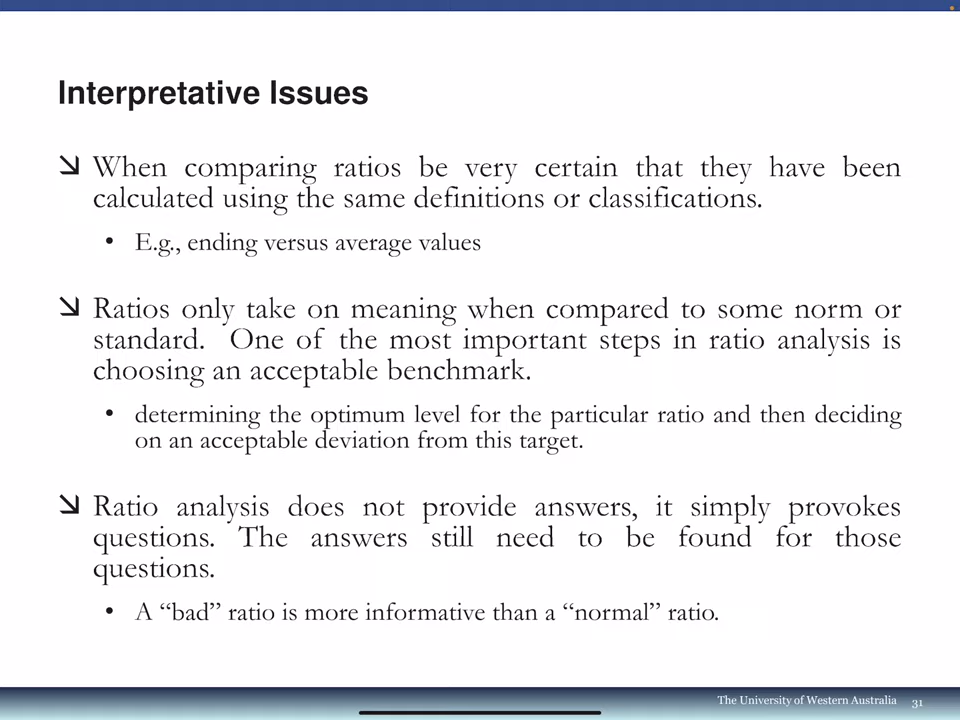 Interpretative Issues
When comparing ratios be very certain that they have been
calculated using the same definitions or classifications.
• E.g., ending versus average values
Ratios only take on meaning when compared to some norm or
standard. One of the most important steps in ratio analysis is
choosing an acceptable benchmark.
• determining the optimum level for the particular ratio and then deciding
on an acceptable deviation from this target.
Ratio analysis does not provide answers, it simply provokes
questions. The answers still need to be found for those
questions.
• A “bad” ratio is more informative than a “normal” ratio.
The University of Western Australia 31